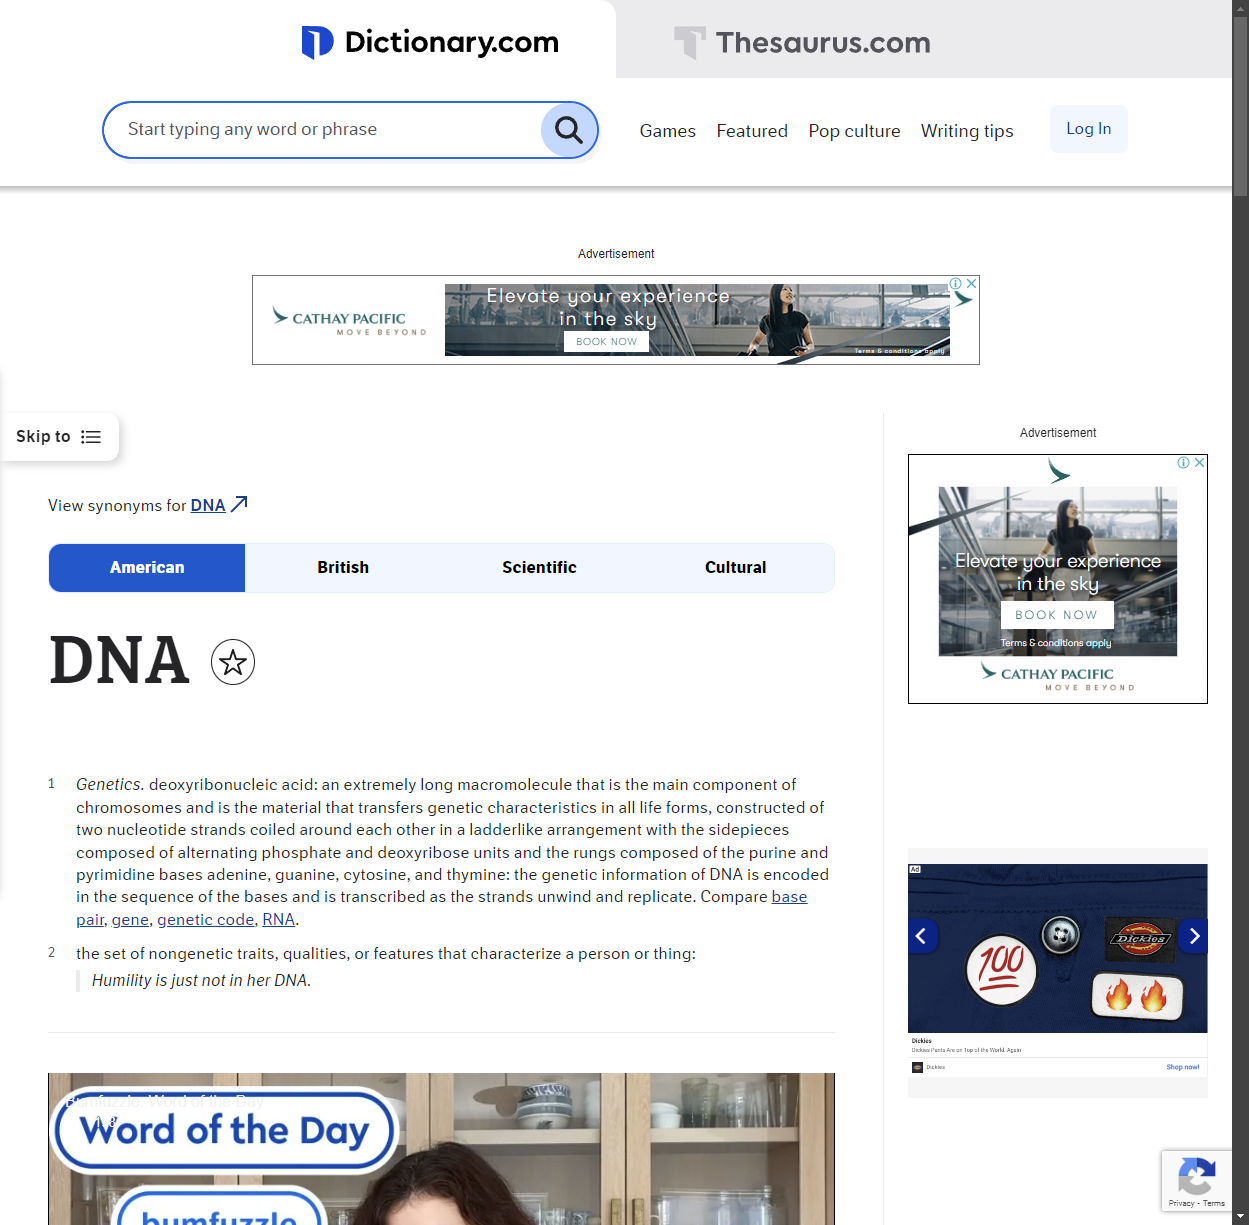 Dictionary.com
Thesaurus.com
Start typing any word or phrase
Games Featured Pop culture Writing tips Log In
Advertisement
CATHAY PACIFIC
MOVE BEYOND
Elevate your experience
in the sky
BOOK NOW
Terms & conditions apply
Skip to
View synonyms for DNA
American British Scientific Cultural
DNA
1 Genetics. deoxyribonucleic acid: an extremely long macromolecule that is the main component of
chromosomes and is the material that transfers genetic characteristics in all life forms, constructed of
two nucleotide strands coiled around each other in a ladderlike arrangement with the sidepieces
composed of alternating phosphate and deoxyribose units and the rungs composed of the purine and
pyrimidine bases adenine, guanine, cytosine, and thymine: the genetic information of DNA is encoded
in the sequence of the bases and is transcribed as the strands unwind and replicate. Compare base
pair, gene, genetic code, RNA.
2 the set of nongenetic traits, qualities, or features that characterize a person or thing:
Humility is just not in her DNA.
Bumfuzzle: Word of the Day
Word of the Day
bumfuzzle
Advertisement
Elevate your experience
in the sky
BOOK NOW
Terms & conditions apply
CATHAY PACIFIC
MOVE BEYOND
Ad
100
Dickies
Dickies
Dickies Pants Are on Top of the World. Again
Dickies
Shop now!
Privacy - Terms